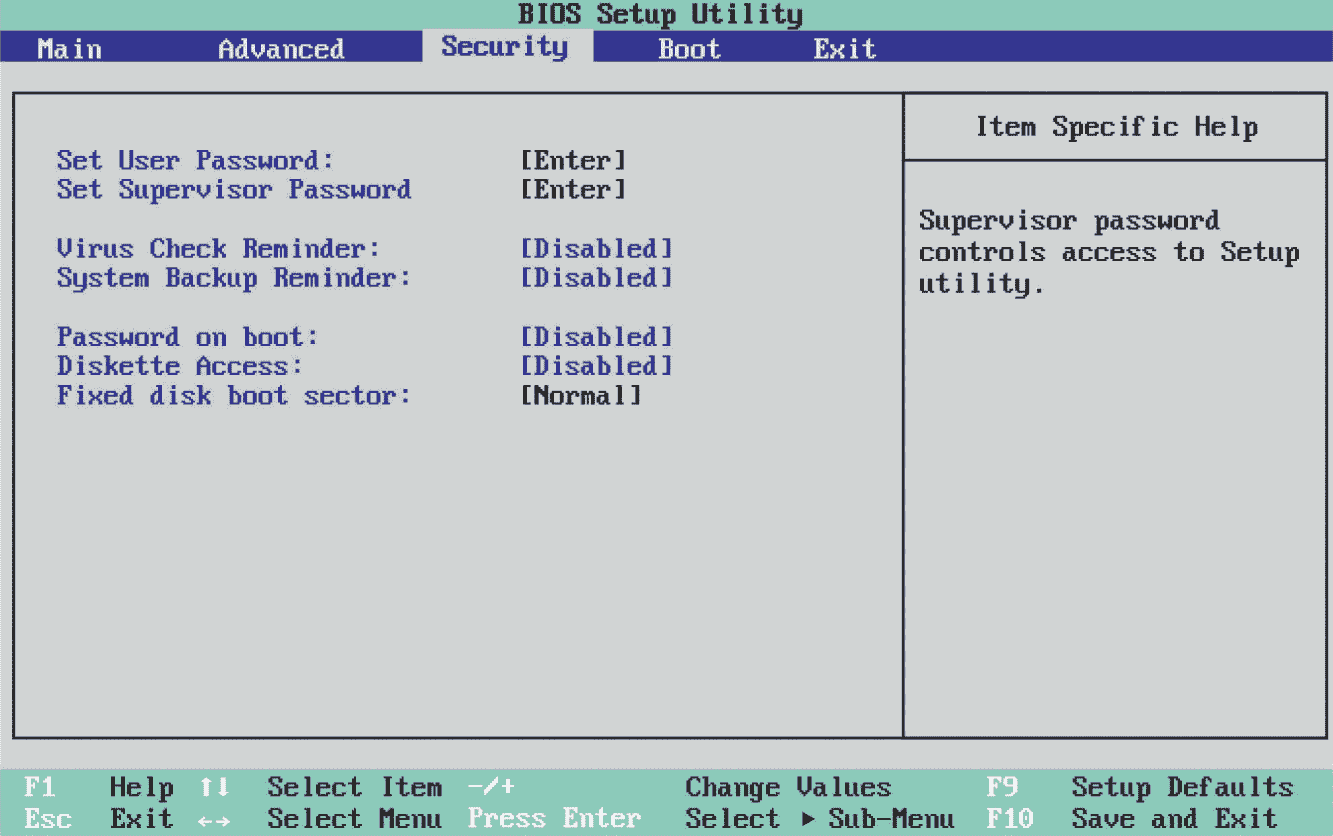 BIOS Setup Utility
Main Advanced Security Boot Exit
Item Specific Help
Set User Password: [Enter]
Set Supervisor Password [Enter]
Virus Check Reminder: [Disabled]
System Backup Reminder: [Disabled]
Password on boot: [Disabled]
Diskette Access: [Disabled]
Fixed disk boot sector: [Normal]
Supervisor password
controls access to Setup
utility.
F1 Help ↑↓ Select Item -/+ Change Values F9 Setup Defaults
Esc Exit ←→ Select Menu Press Enter Select ▶ Sub-Menu F10 Save and Exit